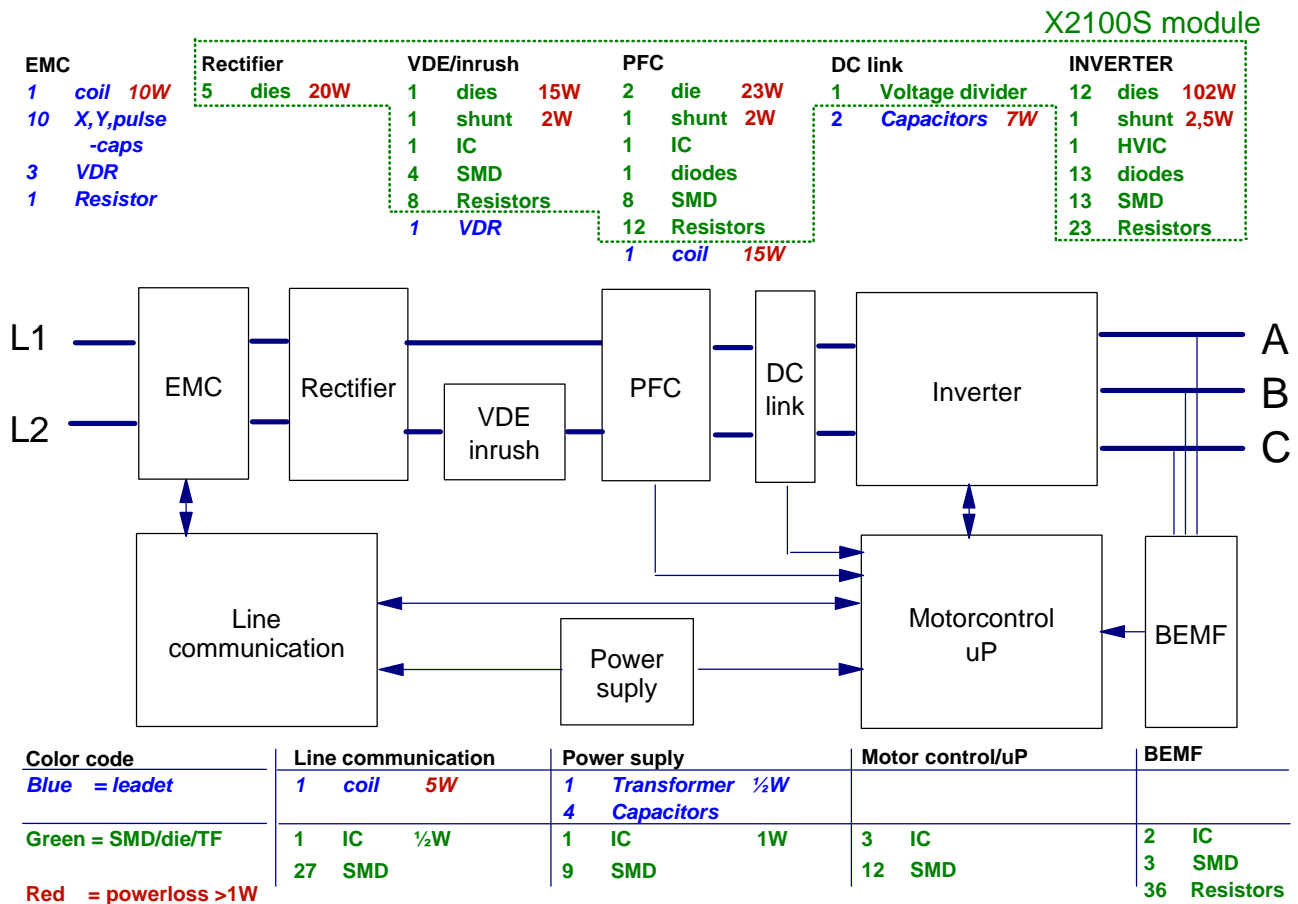 X2100S module
EMC
1 coil 10W
10 X,Y,pulse
-caps
3 VDR
1 Resistor
Rectifier
5 dies 20W
VDE/inrush
1 dies 15W
1 shunt 2W
1 IC
4 SMD
8 Resistors
1 VDR
PFC
2 die 23W
1 shunt 2W
1 IC
1 diodes
8 SMD
12 Resistors
1 coil 15W
DC link
1 Voltage divider
2 Capacitors 7W
INVERTER
12 dies 102W
1 shunt 2,5W
1 HVIC
13 diodes
13 SMD
23 Resistors
L1
L2
EMC
Rectifier
VDE
inrush
PFC
DC
link
Inverter
A
B
C
Line
communication
Power
suply
Motorcontrol
uP
BEMF
Color code
Blue = leadet
Green = SMD/die/TF
Red = powerloss >1W
Line communication
1 coil 5W
1 IC ½W
27 SMD
Power suply
1 Transformer ½W
4 Capacitors
1 IC 1W
9 SMD
Motor control/uP
3 IC
12 SMD
BEMF
2 IC
3 SMD
36 Resistors